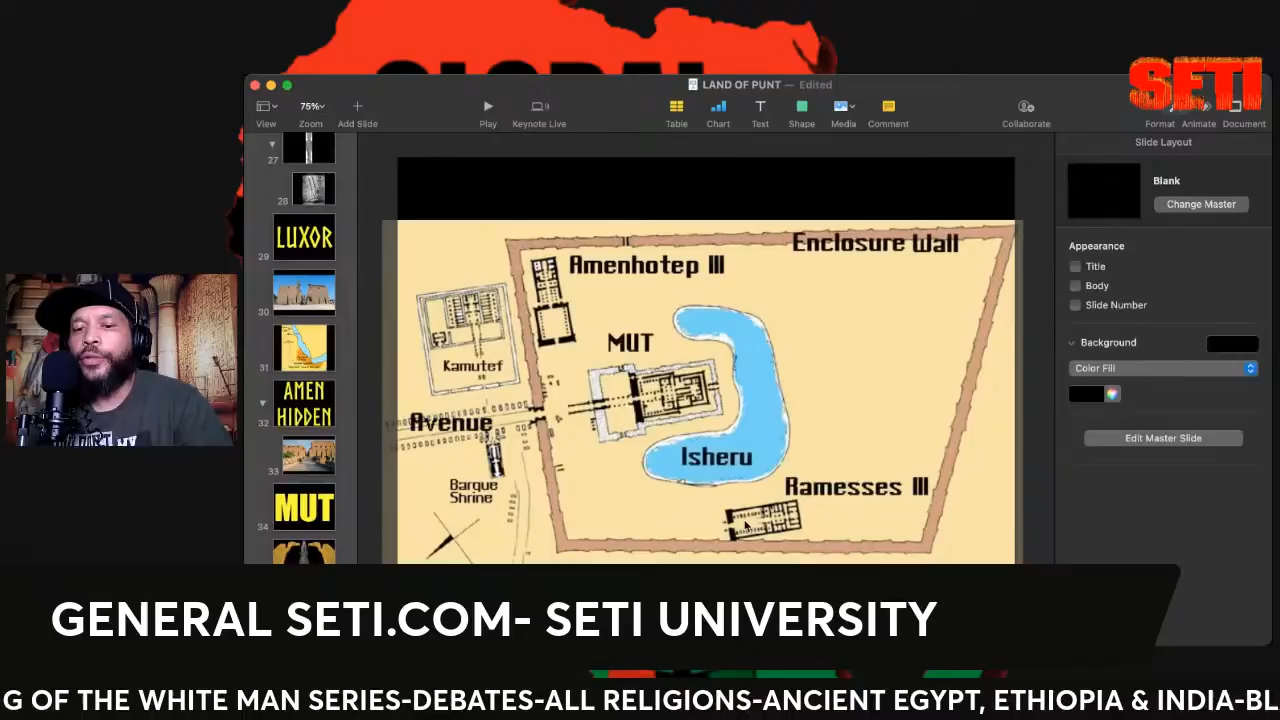 SETI
LAND OF PUNT — Edited
75%
View
Zoom
Add Slide
Play
Keynote Live
Table
Chart
Text
Shape
Media
Comment
Collaborate
Format
Animate
Document
Slide Layout
Blank
Change Master
Appearance
Title
Body
Slide Number
Background
Color Fill
Edit Master Slide
27
28
LUXOR
29
30
31
AMEN
HIDDEN
32
33
MUT
34
Enclosure Wall
Amenhotep III
MUT
Kamutef
Avenue
Isheru
Barque
Shrine
Ramesses III
GENERAL SETI.COM- SETI UNIVERSITY
G OF THE WHITE MAN SERIES-DEBATES-ALL RELIGIONS-ANCIENT EGYPT, ETHIOPIA & INDIA-BL